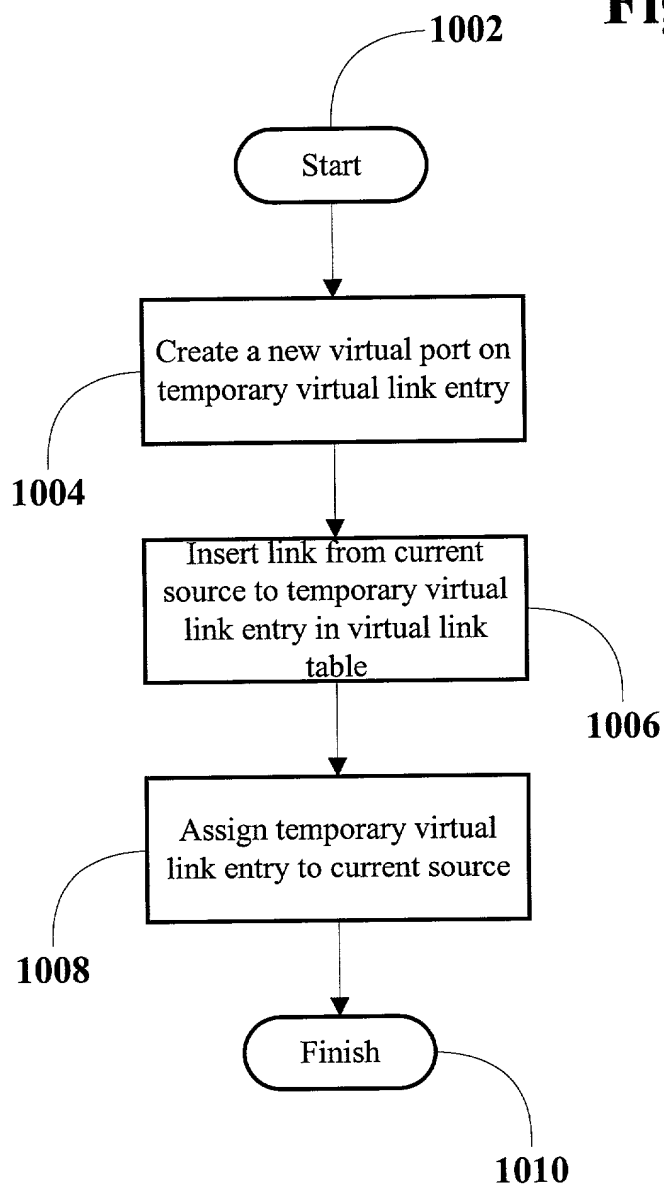 1002
Start
Create a new virtual port on
temporary virtual link entry
1004
Insert link from current
source to temporary virtual
link entry in virtual link
table
1006
Assign temporary virtual
link entry to current source
1008
Finish
1010